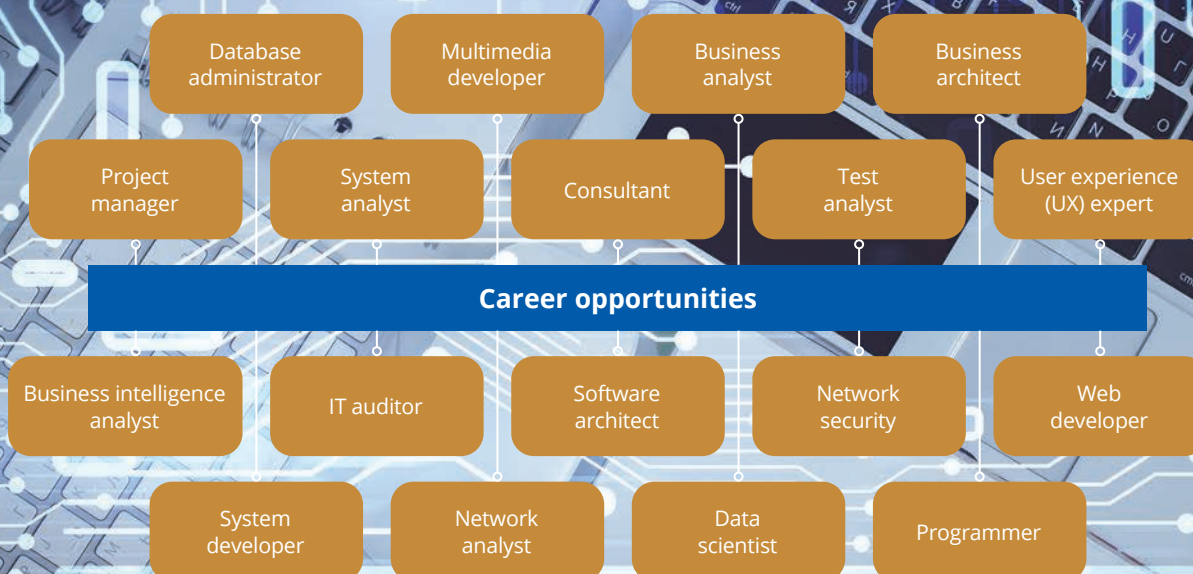 Database
administrator
Multimedia
developer
Business
analyst
Business
architect
Project
manager
System
analyst
Consultant
Test
analyst
User experience
(UX) expert
Career opportunities
Business intelligence
analyst
IT auditor
Software
architect
Network
security
Web
developer
System
developer
Network
analyst
Data
scientist
Programmer